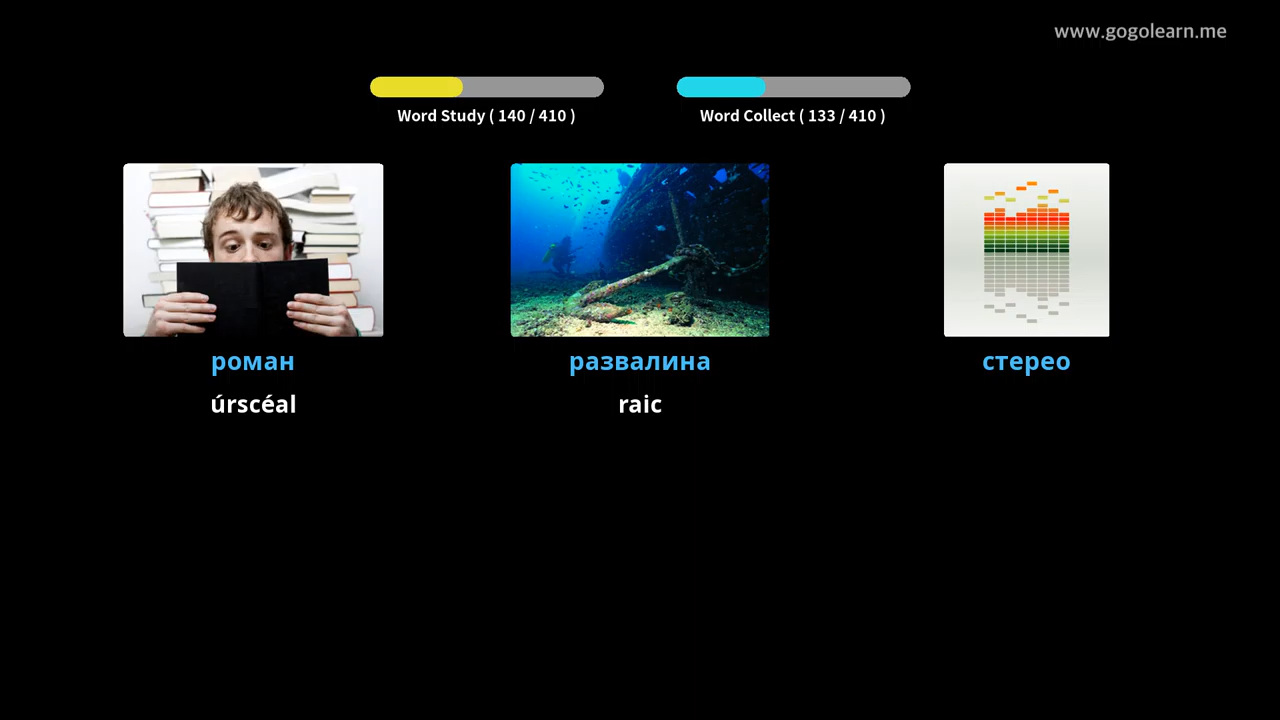 www.gogolearn.me
Word Study ( 140 / 410 )
Word Collect ( 133 / 410 )
роман
развалина
стерео
úrscéal
raic